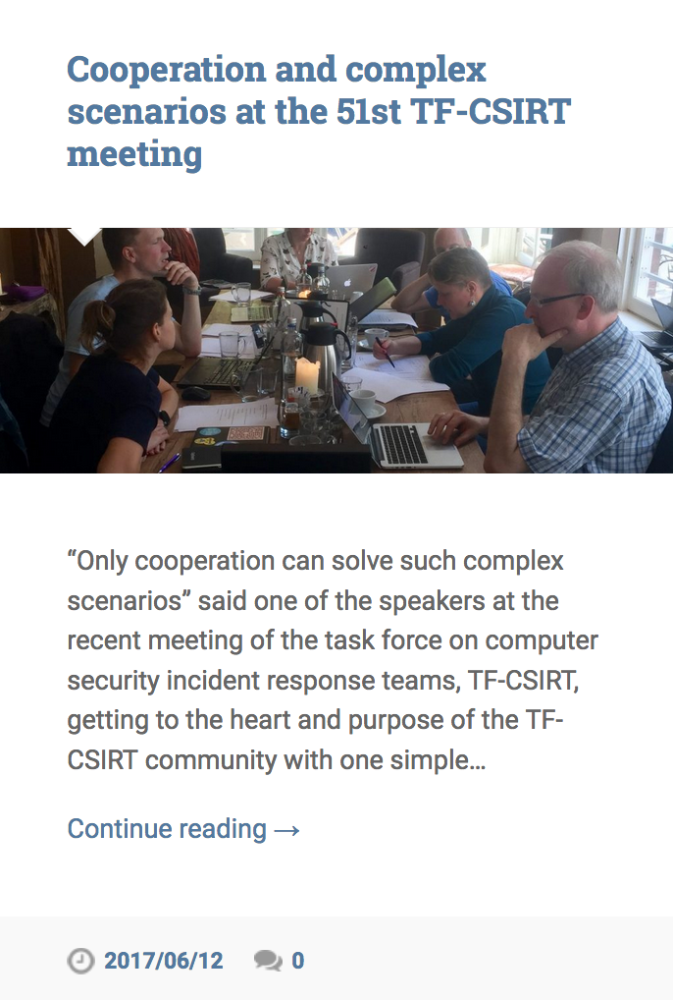 Cooperation and complex
scenarios at the 51st TF-CSIRT
meeting
“Only cooperation can solve such complex
scenarios” said one of the speakers at the
recent meeting of the task force on computer
security incident response teams, TF-CSIRT,
getting to the heart and purpose of the TF-
CSIRT community with one simple…
Continue reading →
2017/06/12 0